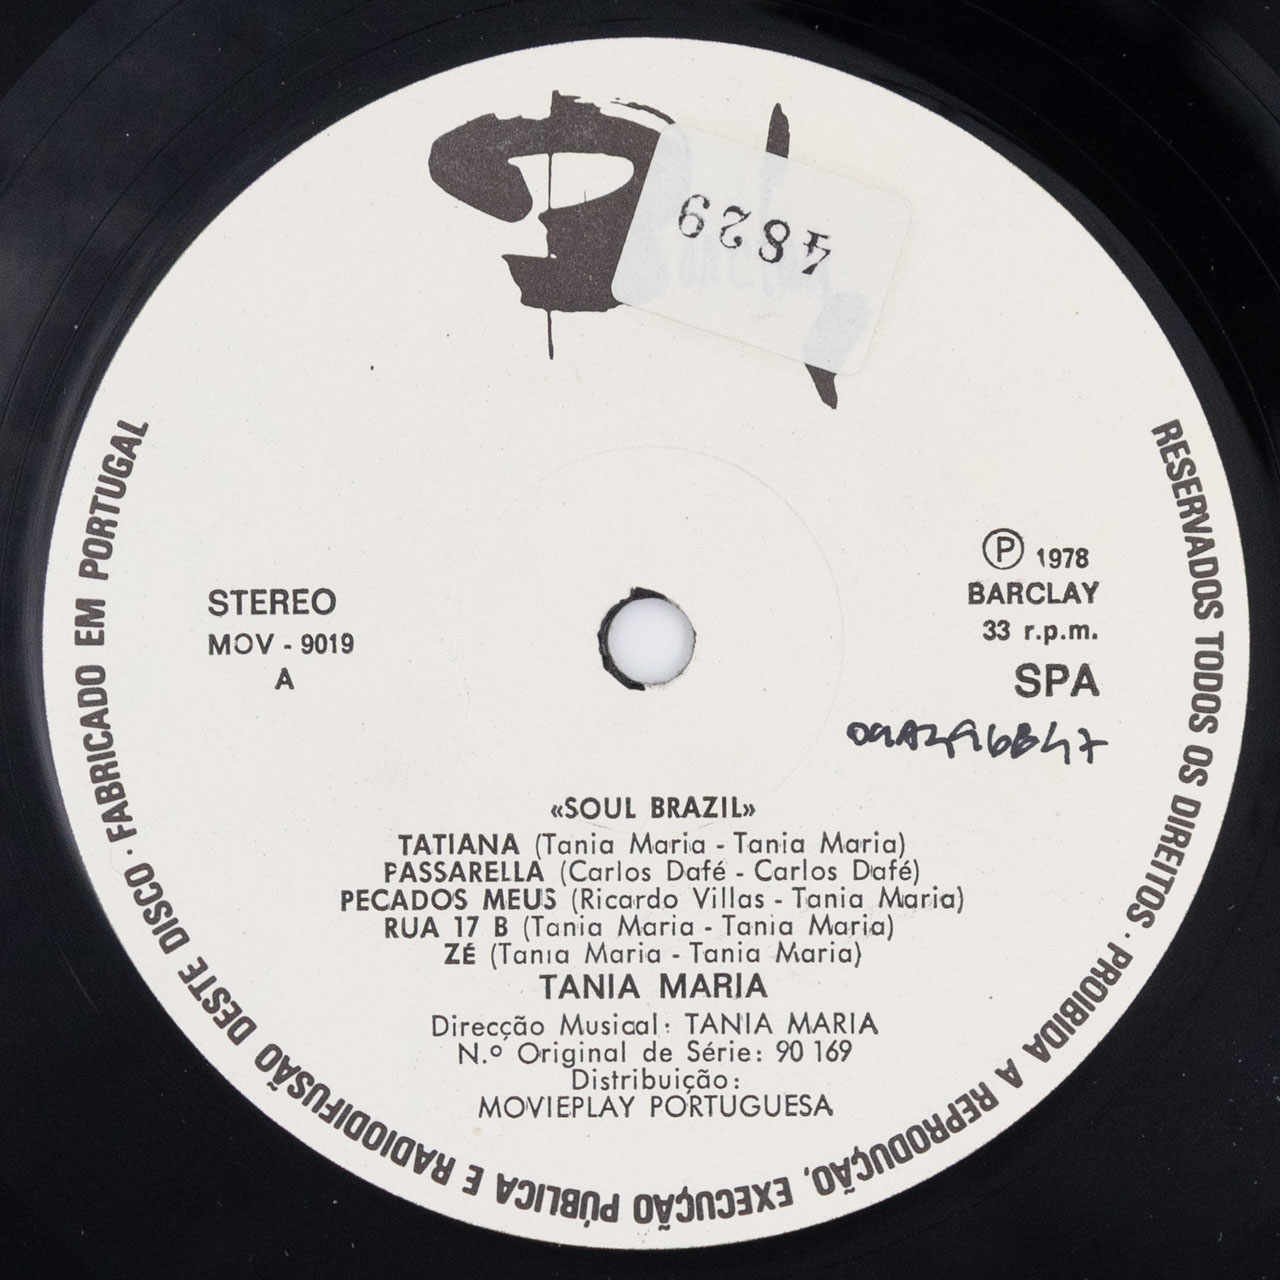 4829
STEREO
MOV - 9019
A
Ⓟ 1978
BARCLAY
33 r.p.m.
SPA
«SOUL BRAZIL»
TATIANA (Tania Maria - Tania Maria)
PASSARELLA (Carlos Dafé - Carlos Dafé)
PECADOS MEUS (Ricardo Villas - Tania Maria)
RUA 17 B (Tania Maria - Tania Maria)
ZÉ (Tania Maria - Tania Maria)
TANIA MARIA
Direcção Musical: TANIA MARIA
N.º Original de Série: 90 169
Distribuição:
MOVIEPLAY PORTUGUESA
RESERVADOS TODOS OS DIREITOS · PROIBIDA A REPRODUÇÃO, EXECUÇÃO PÚBLICA E RADIODIFUSÃO DESTE DISCO · FABRICADO EM PORTUGAL